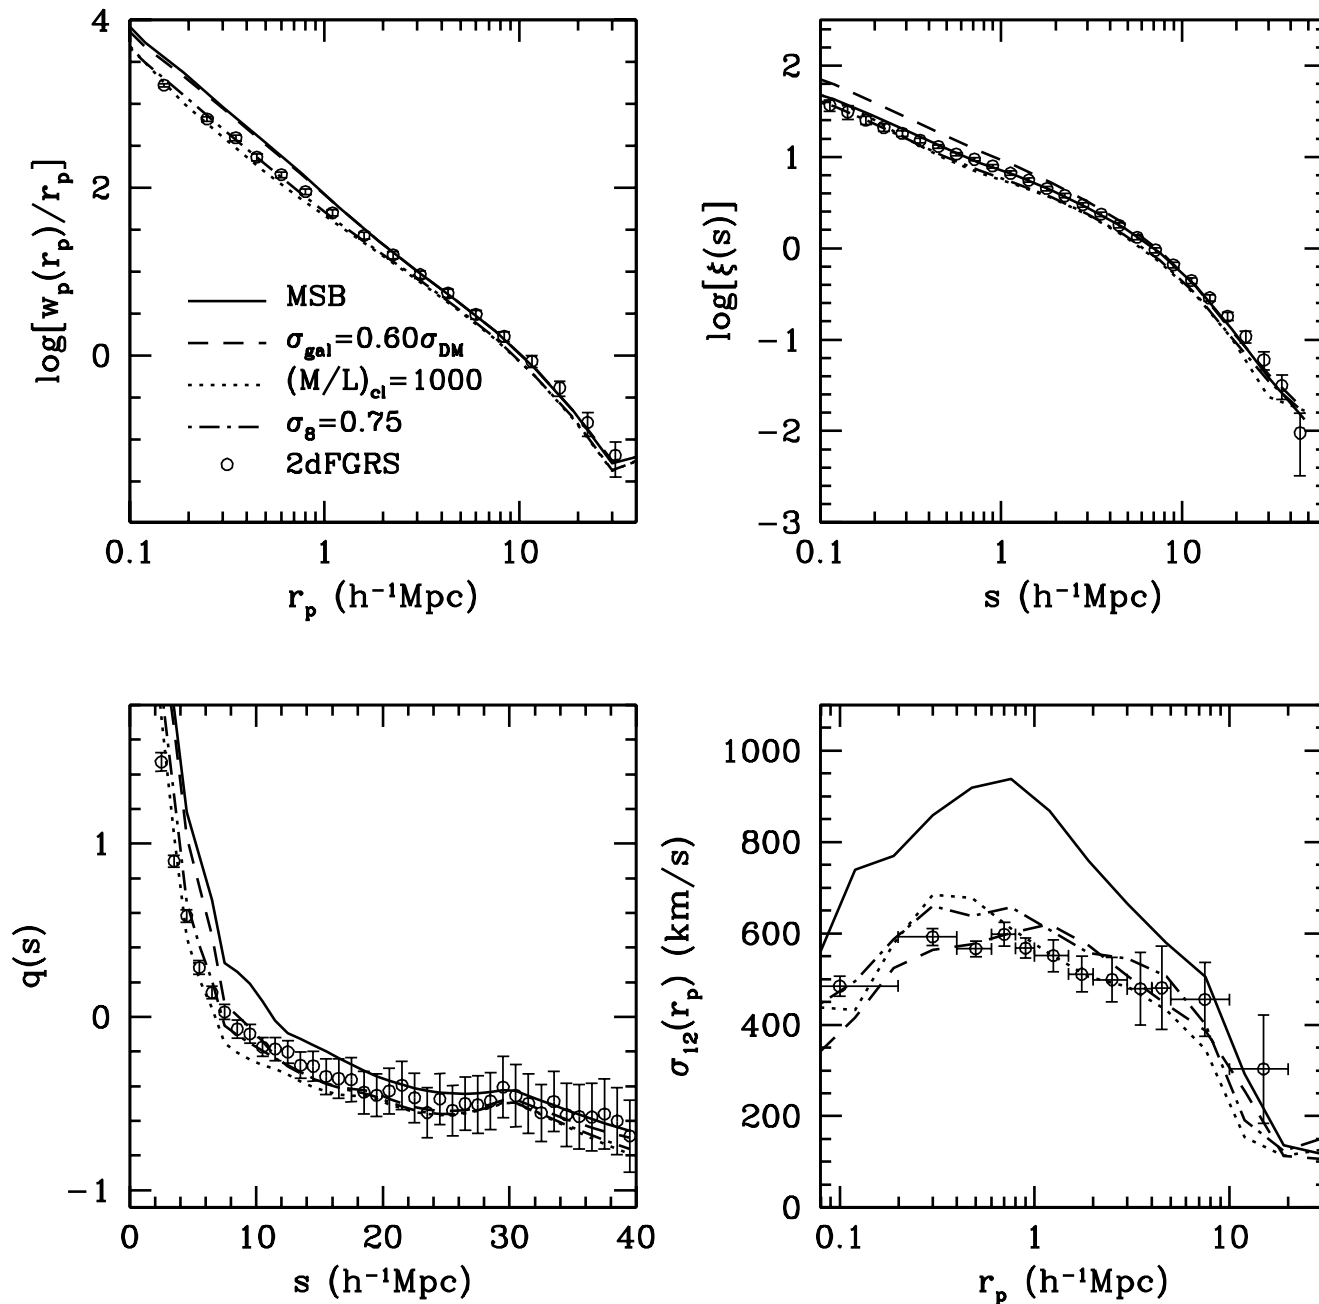 4
2
0
0.1
1
10
log[w_p(r_p)/r_p]
r_p (h⁻¹Mpc)
MSB
σ_gal=0.60σ_DM
(M/L)_cl=1000
σ_8=0.75
2dFGRS
2
1
0
−1
−2
−3
0.1
1
10
log[ξ(s)]
s (h⁻¹Mpc)
1
0
−1
0
10
20
30
40
q(s)
s (h⁻¹Mpc)
1000
800
600
400
200
0
0.1
1
10
σ_12(r_p) (km/s)
r_p (h⁻¹Mpc)